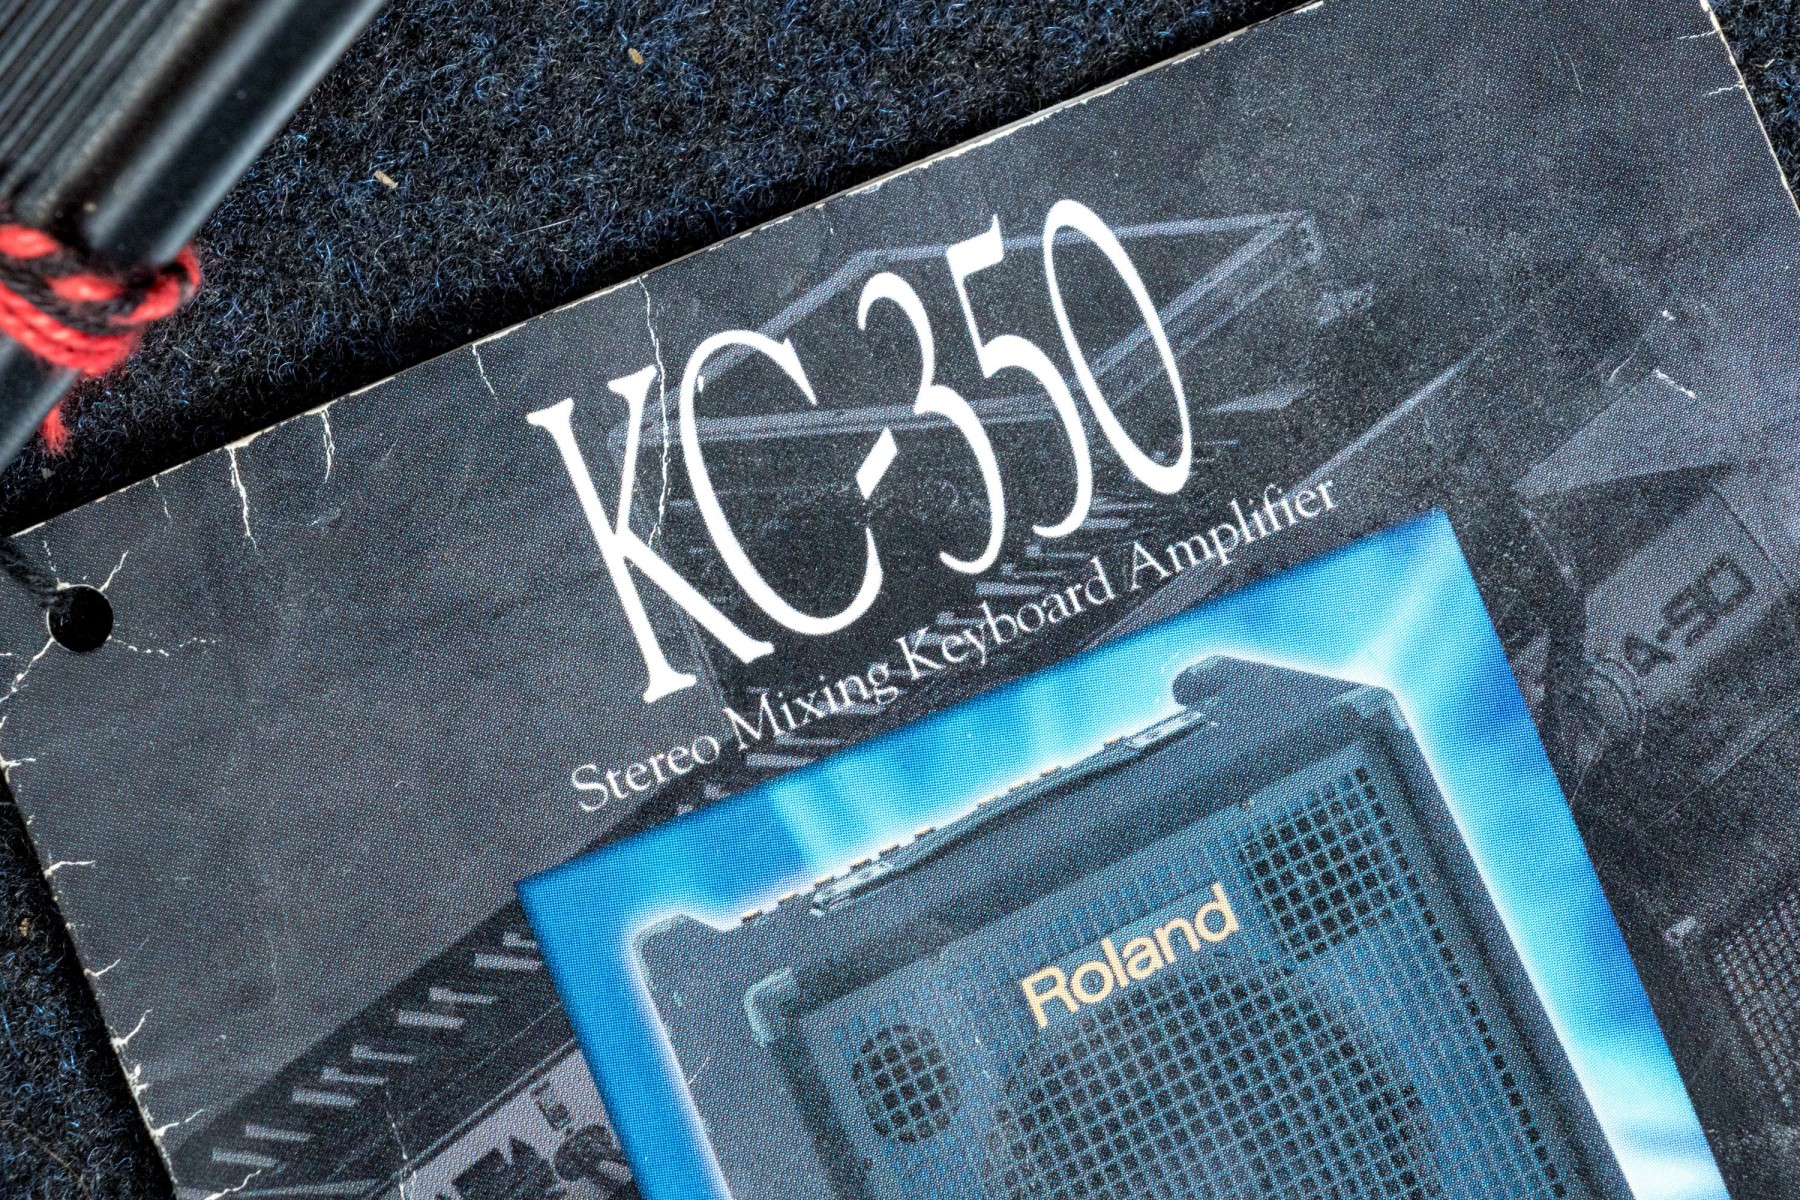 KC-350
Stereo Mixing Keyboard Amplifier
A-90
Roland